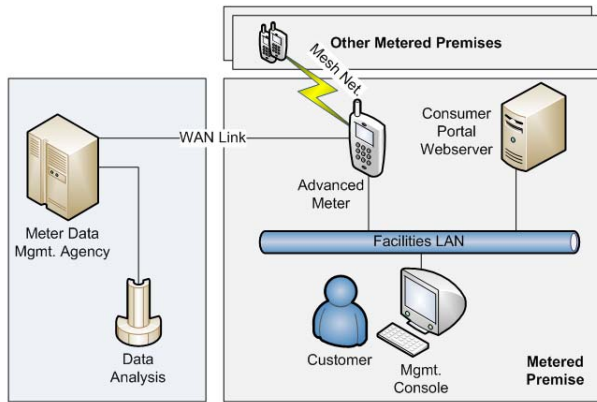 Other Metered Premises
Mesh Net.
WAN Link
Consumer
Portal
Webserver
Advanced
Meter
Meter Data
Mgmt. Agency
Facilities LAN
Data
Analysis
Customer
Mgmt.
Console
Metered
Premise